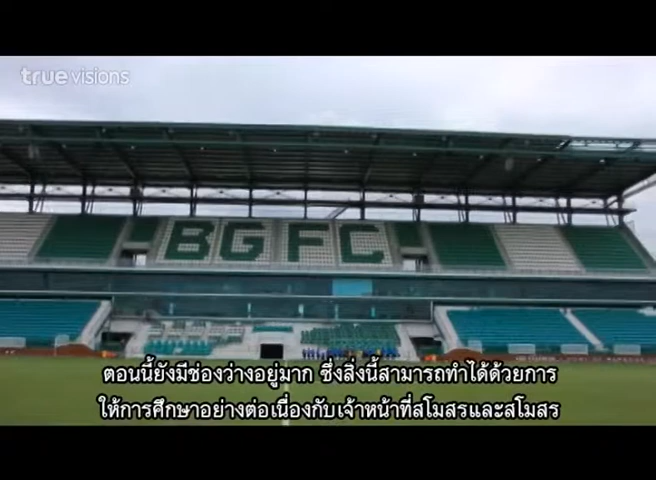 true visions
BGFC
ตอนนี้ยังมีช่องว่างอยู่มาก ซึ่งสิ่งนี้สามารถทำได้ด้วยการ
ให้การศึกษาอย่างต่อเนื่องกับเจ้าหน้าที่สโมสรและสโมสร